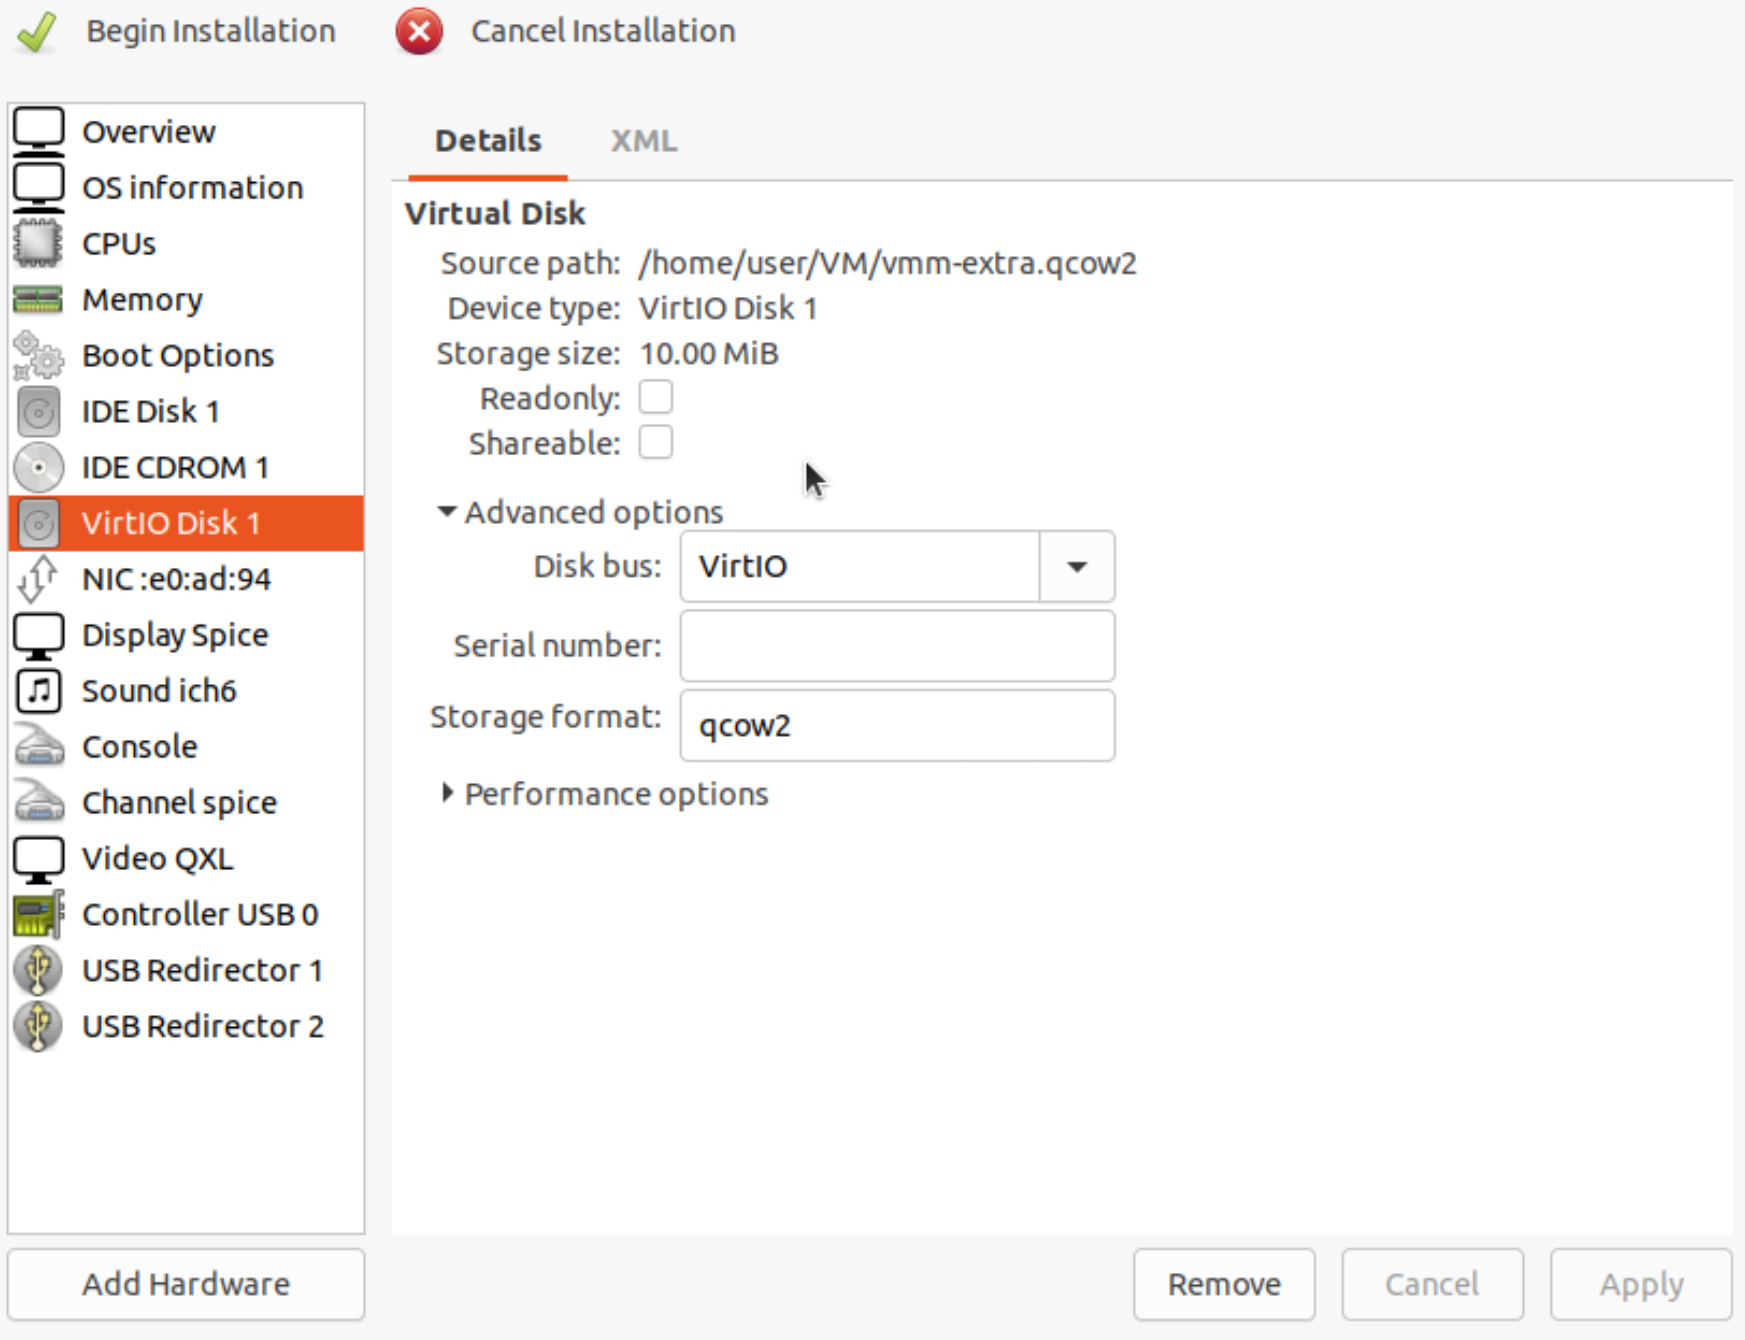 Begin Installation
Cancel Installation
Overview
OS information
CPUs
Memory
Boot Options
IDE Disk 1
IDE CDROM 1
VirtIO Disk 1
NIC :e0:ad:94
Display Spice
Sound ich6
Console
Channel spice
Video QXL
Controller USB 0
USB Redirector 1
USB Redirector 2
Add Hardware
Details
XML
Virtual Disk
Source path: /home/user/VM/vmm-extra.qcow2
Device type: VirtIO Disk 1
Storage size: 10.00 MiB
Readonly:
Shareable:
Advanced options
Disk bus: VirtIO
Serial number:
Storage format: qcow2
Performance options
Remove
Cancel
Apply